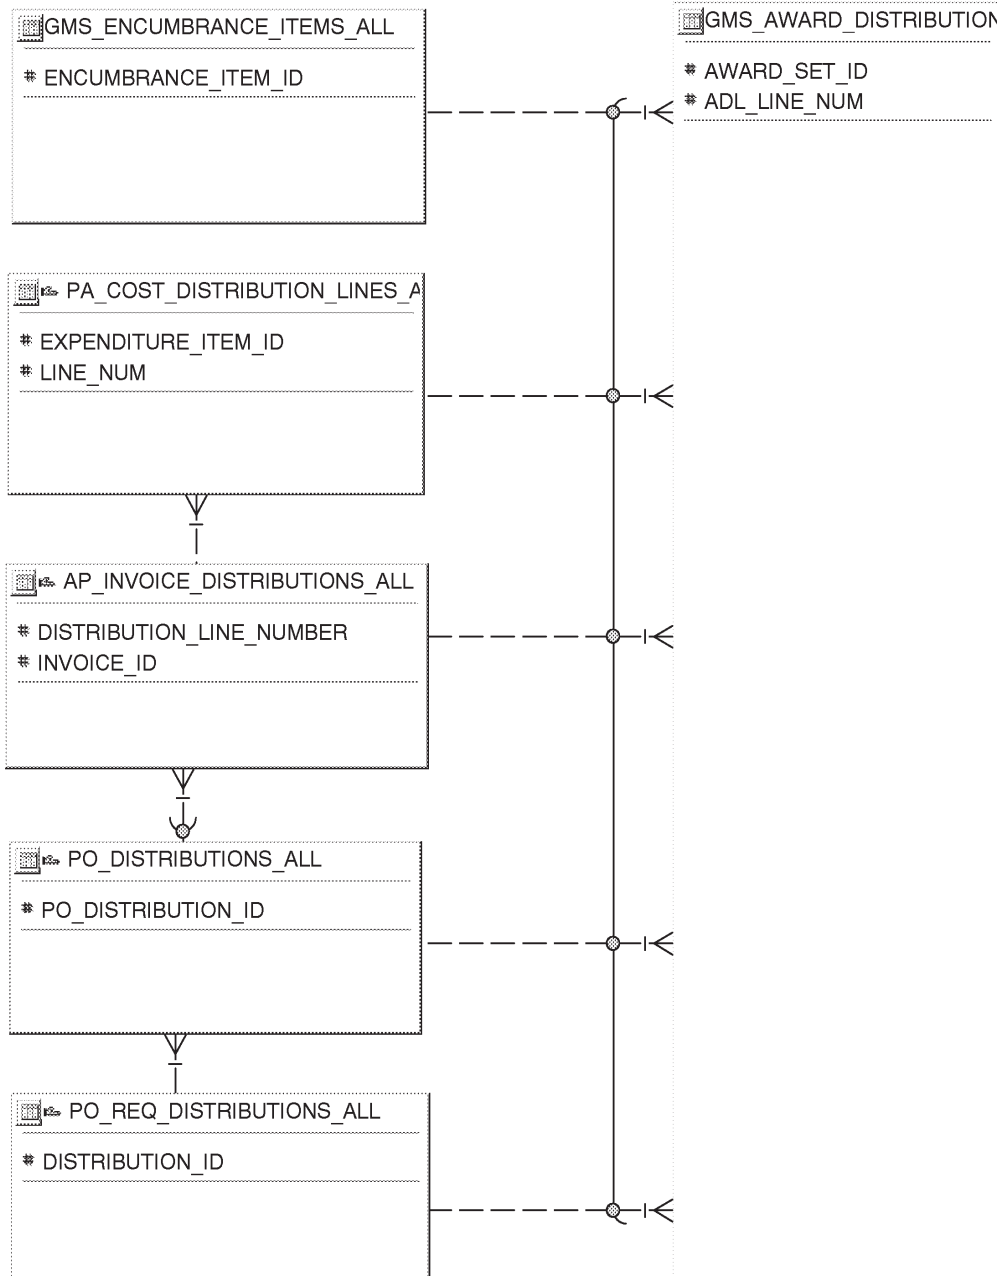 GMS_ENCUMBRANCE_ITEMS_ALL
# ENCUMBRANCE_ITEM_ID
PA_COST_DISTRIBUTION_LINES_A
# EXPENDITURE_ITEM_ID
# LINE_NUM
AP_INVOICE_DISTRIBUTIONS_ALL
# DISTRIBUTION_LINE_NUMBER
# INVOICE_ID
PO_DISTRIBUTIONS_ALL
# PO_DISTRIBUTION_ID
PO_REQ_DISTRIBUTIONS_ALL
# DISTRIBUTION_ID
GMS_AWARD_DISTRIBUTION
# AWARD_SET_ID
# ADL_LINE_NUM